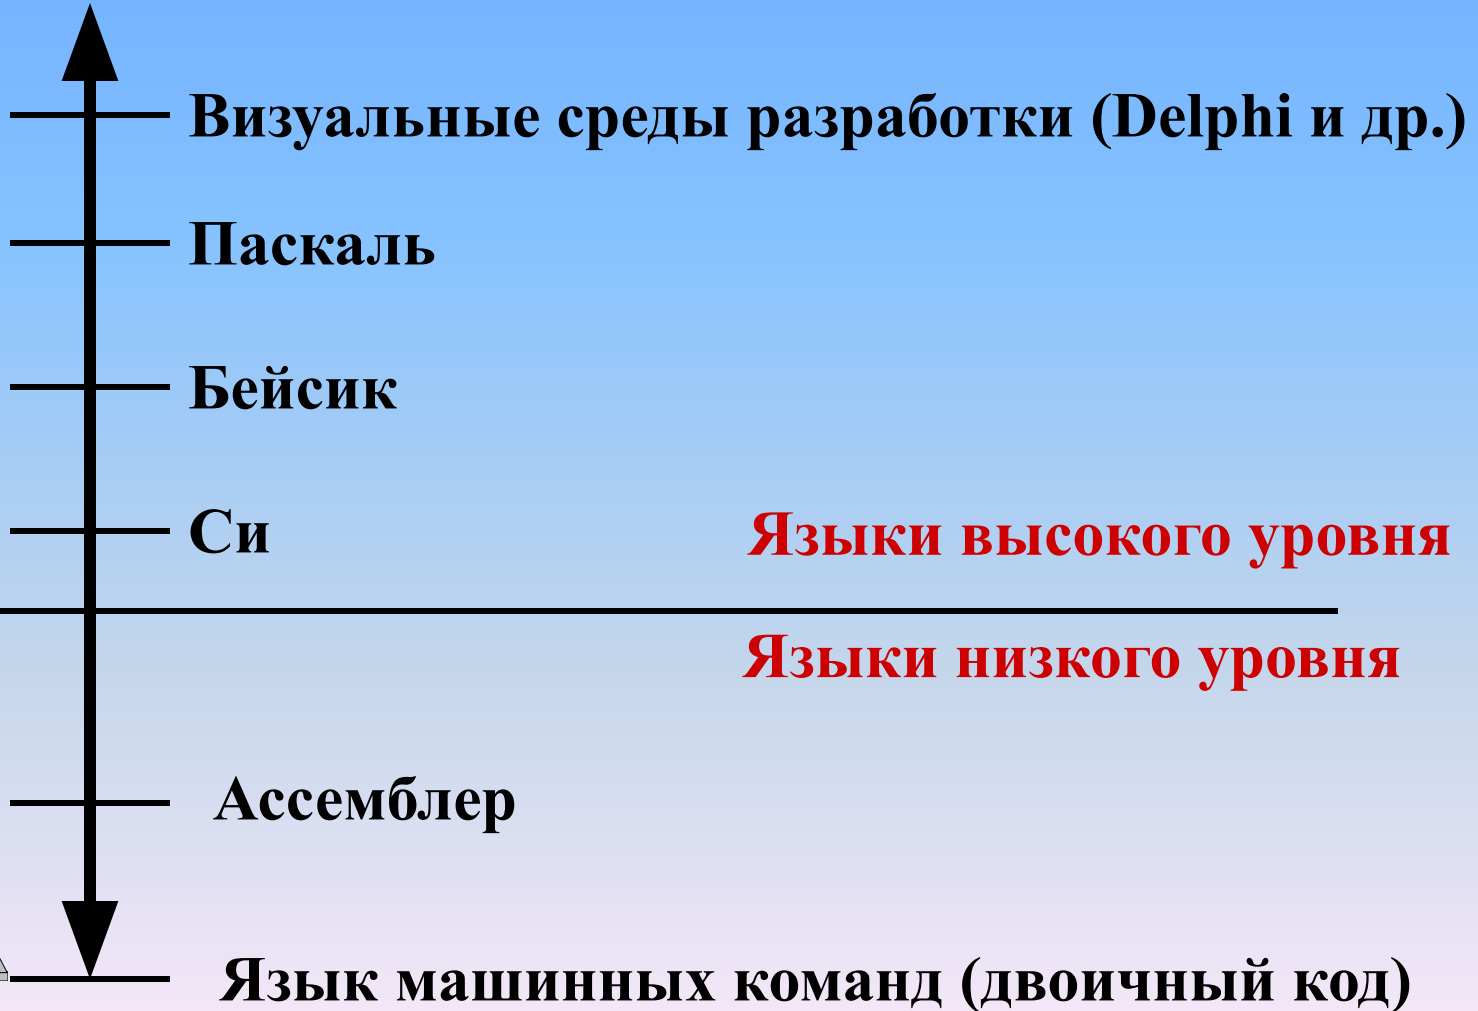 Визуальные среды разработки (Delphi и др.)
Паскаль
Бейсик
Си
Языки высокого уровня
Языки низкого уровня
Ассемблер
Язык машинных команд (двоичный код)